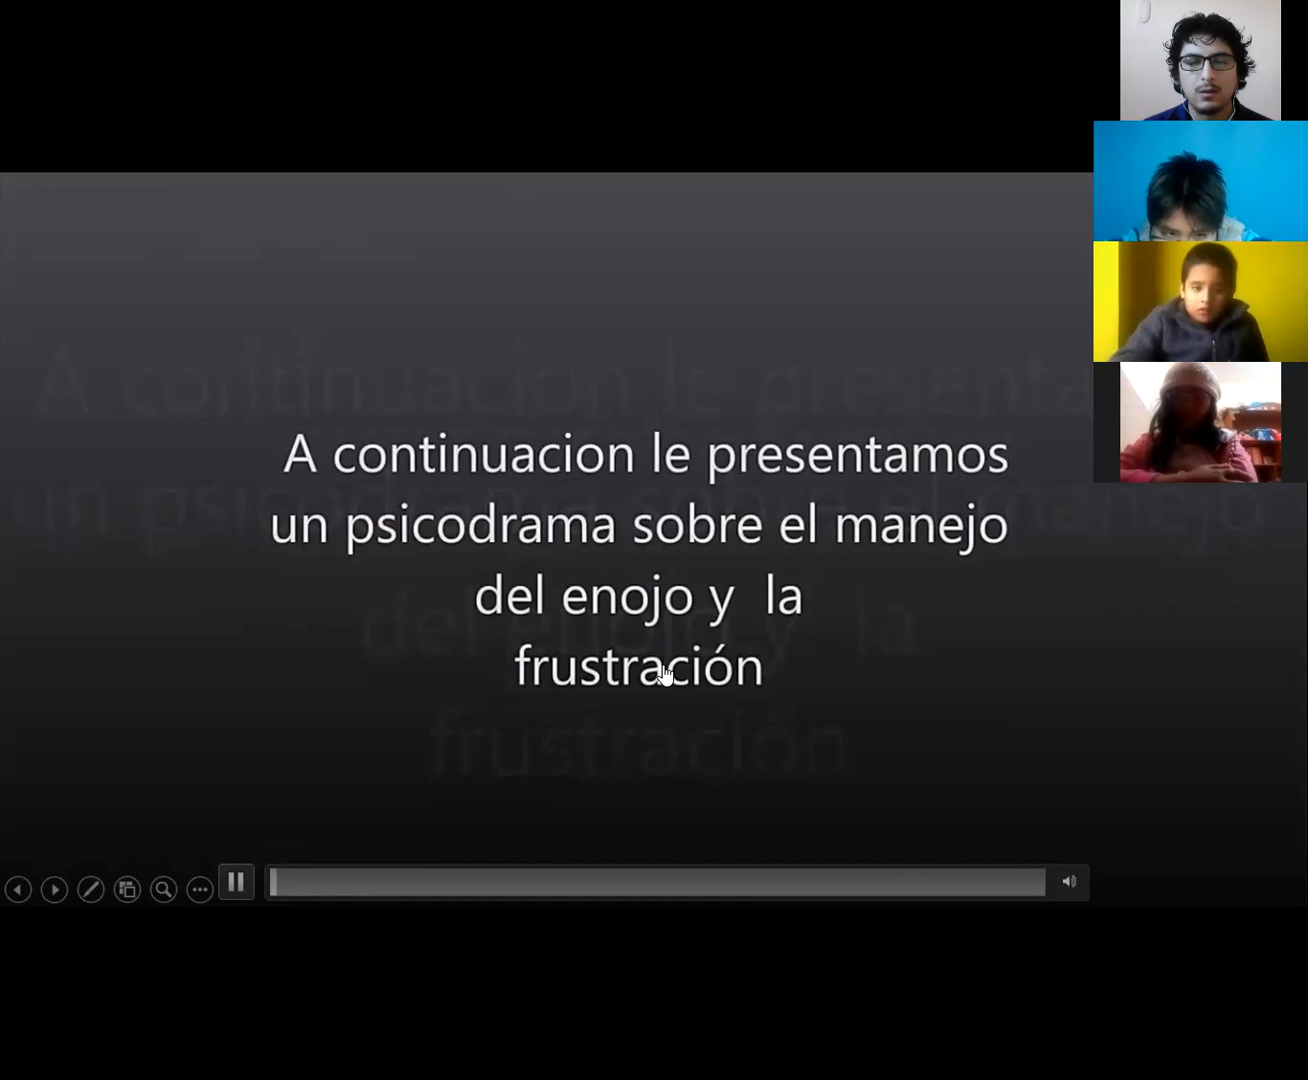 A continuacion le presentamos
un psicodrama sobre el manejo
del enojo y  la
frustración